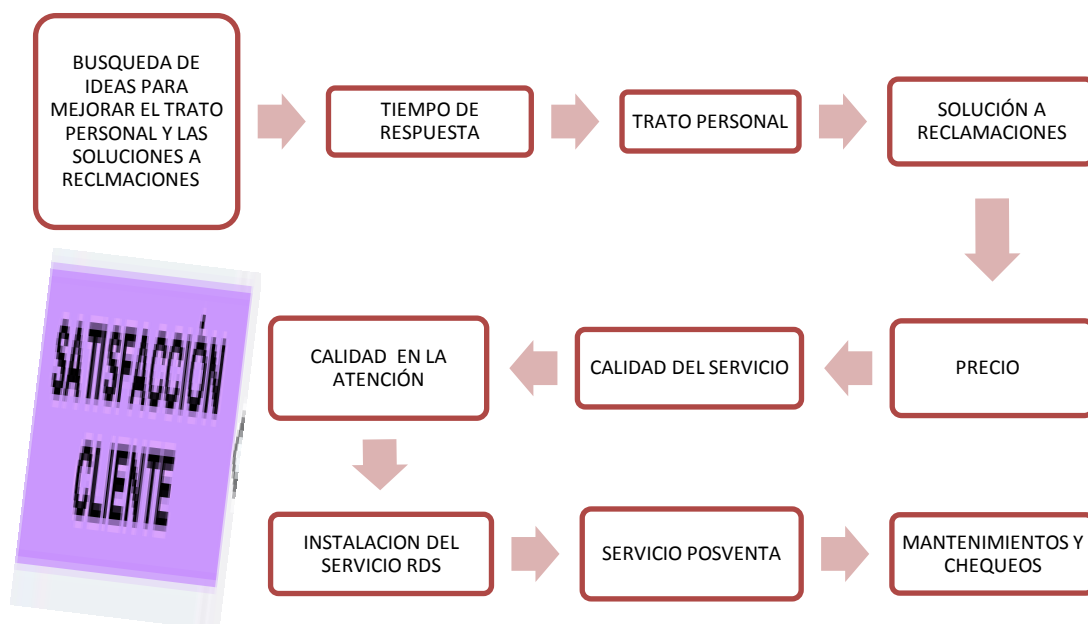 BUSQUEDA DE
IDEAS PARA
MEJORAR EL TRATO
PERSONAL Y LAS
SOLUCIONES A
RECLMACIONES
TIEMPO DE
RESPUESTA
TRATO PERSONAL
SOLUCIÓN A
RECLAMACIONES
PRECIO
CALIDAD DEL SERVICIO
CALIDAD EN LA
ATENCIÓN
INSTALACION DEL
SERVICIO RDS
SERVICIO POSVENTA
MANTENIMIENTOS Y
CHEQUEOS
SATISFACCIÓN
CLIENTE